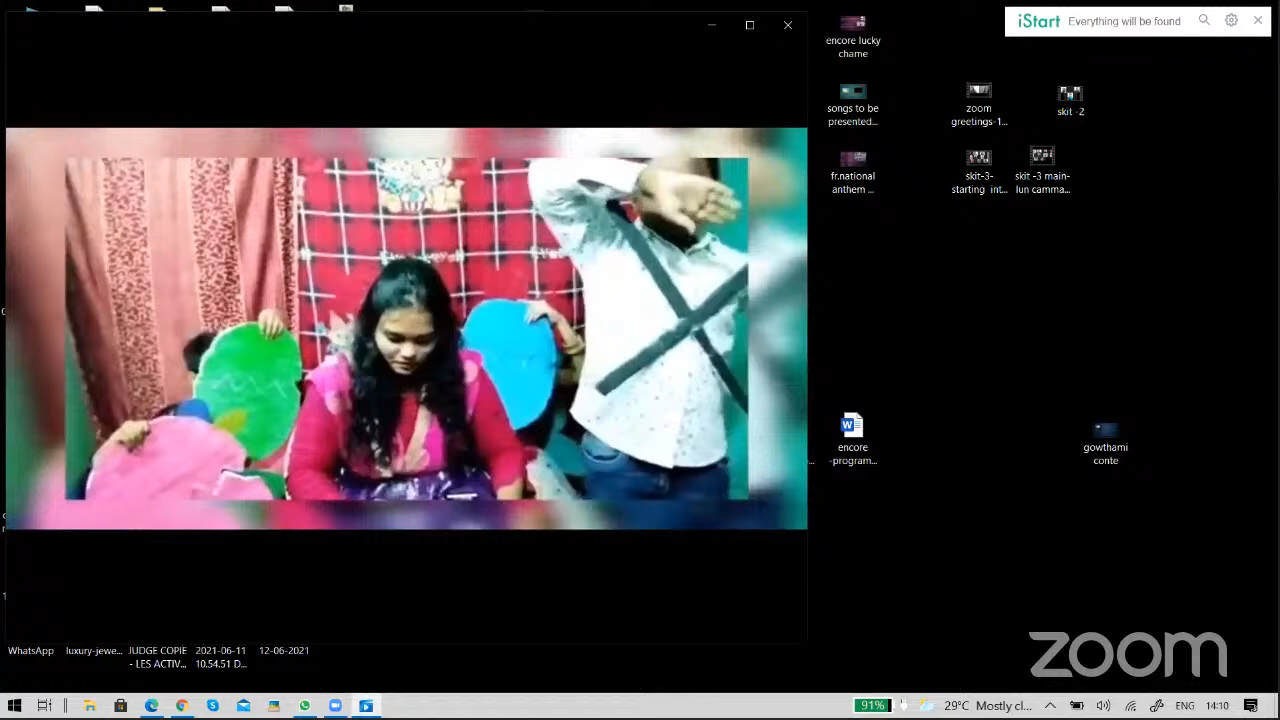 iStart Everything will be found
encore lucky
chame
songs to be
presented...
zoom
greetings-1...
skit -2
fr.national
anthem ...
skit-3-
starting int...
skit -3 main-
lun camma...
encore
-program...
gowthami
conte
WhatsApp
luxury-jewe...
JUDGE COPIE
- LES ACTIV...
2021-06-11
10.54.51 D...
12-06-2021
zoom
91%
29°C Mostly cl...
ENG
14:10